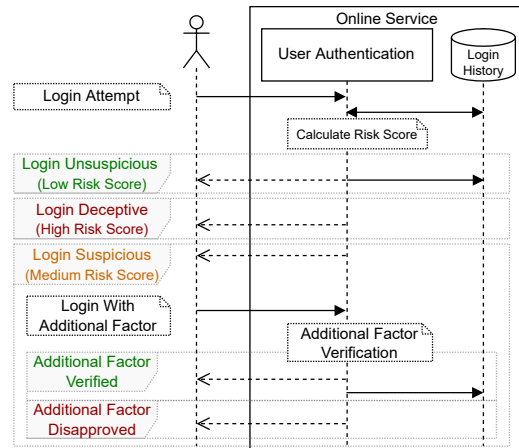 Online Service
User Authentication
Login
History
Login Attempt
Calculate Risk Score
Login Unsuspicious
(Low Risk Score)
Login Deceptive
(High Risk Score)
Login Suspicious
(Medium Risk Score)
Login With
Additional Factor
Additional Factor
Verification
Additional Factor
Verified
Additional Factor
Disapproved